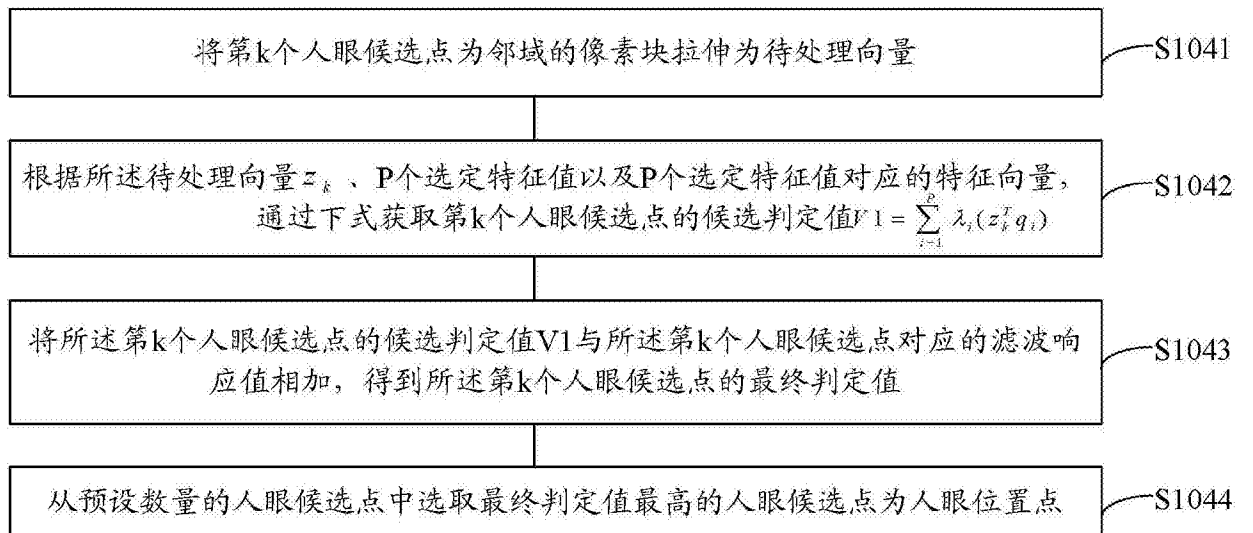 将第k个人眼候选点为邻域的像素块拉伸为待处理向量
S1041
根据所述待处理向量z_k、P个选定特征值以及P个选定特征值对应的特征向量，
通过下式获取第k个人眼候选点的候选判定值V1 = \sum_{i=1}^{P} λ_i(z_k^T q_i)
S1042
将所述第k个人眼候选点的候选判定值V1与所述第k个人眼候选点对应的滤波响
应值相加，得到所述第k个人眼候选点的最终判定值
S1043
从预设数量的人眼候选点中选取最终判定值最高的人眼候选点为人眼位置点
S1044